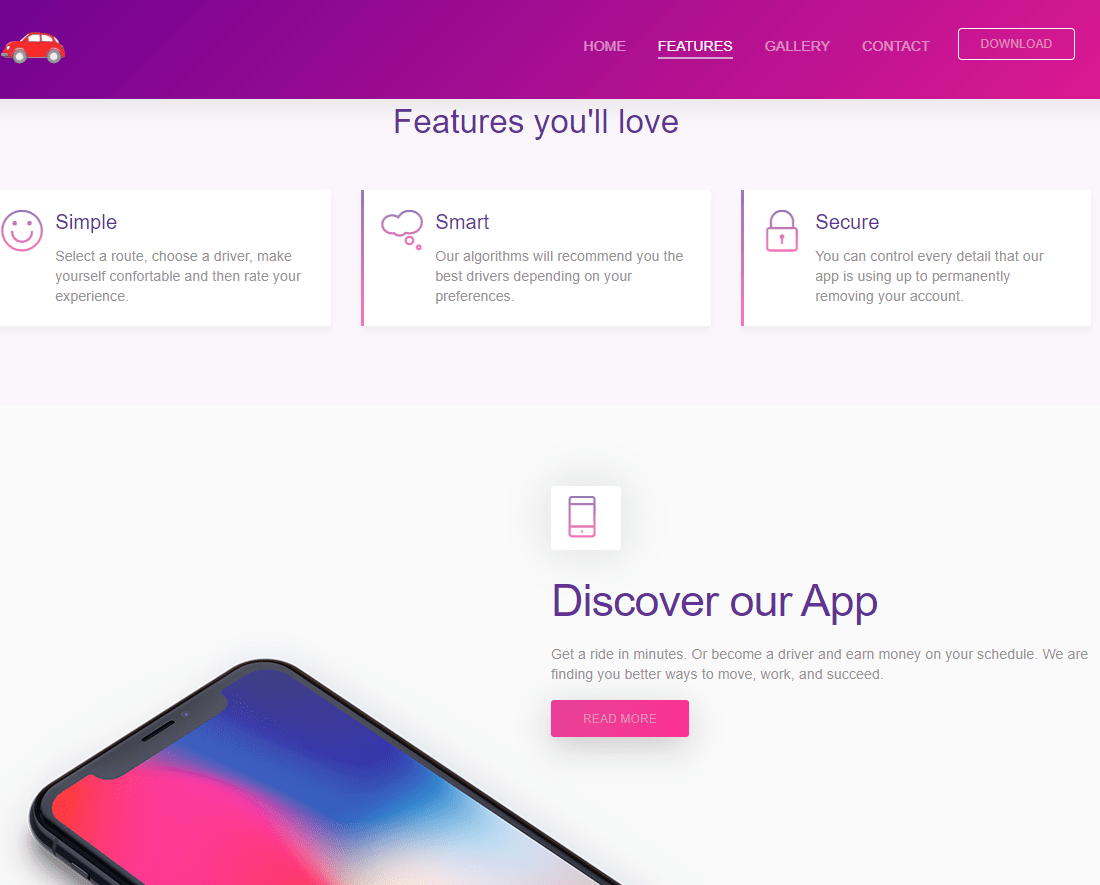 HOME FEATURES GALLERY CONTACT DOWNLOAD
Features you'll love
Simple
Select a route, choose a driver, make
yourself confortable and then rate your
experience.
Smart
Our algorithms will recommend you the
best drivers depending on your
preferences.
Secure
You can control every detail that our
app is using up to permanently
removing your account.
Discover our App
Get a ride in minutes. Or become a driver and earn money on your schedule. We are
finding you better ways to move, work, and succeed.
READ MORE